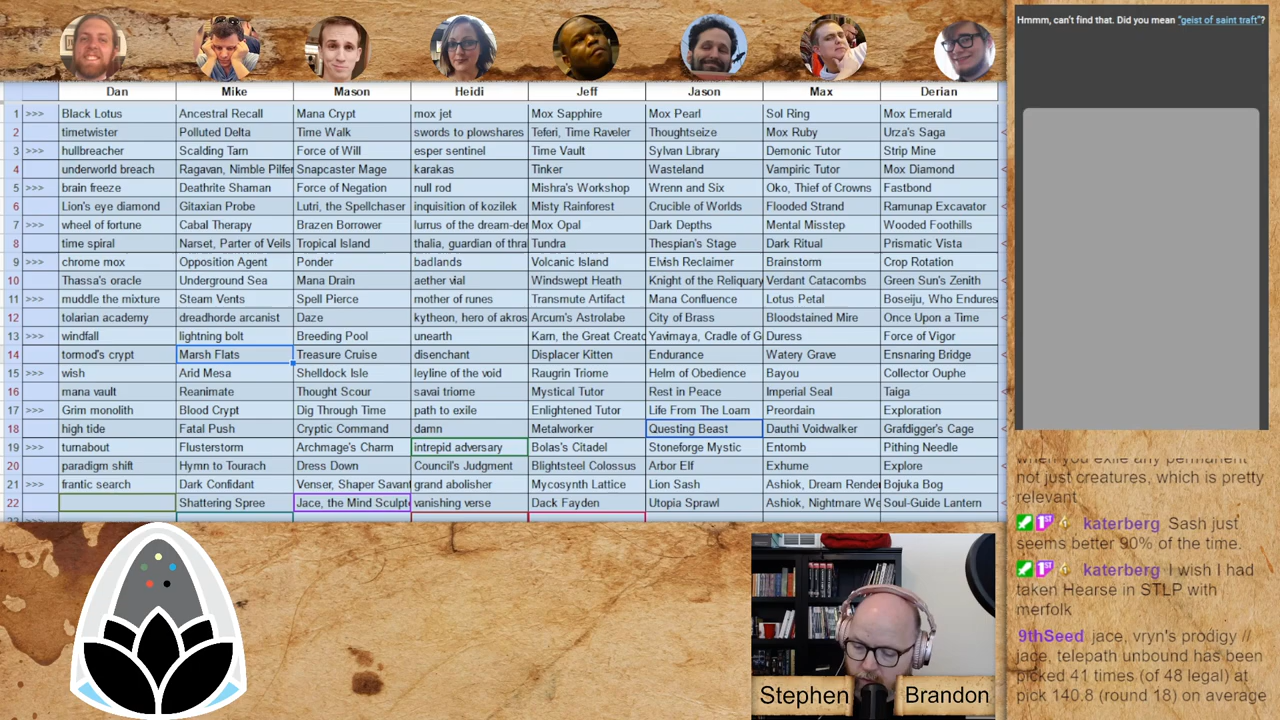 Hmmm, can't find that. Did you mean "geist of saint traft"?
Dan Mike Mason Heidi Jeff Jason Max Derian
1 >>> Black Lotus Ancestral Recall Mana Crypt mox jet Mox Sapphire Mox Pearl Sol Ring Mox Emerald
2 timetwister Polluted Delta Time Walk swords to plowshares Teferi, Time Raveler Thoughtseize Mox Ruby Urza's Saga
3 >>> hullbreacher Scalding Tarn Force of Will esper sentinel Time Vault Sylvan Library Demonic Tutor Strip Mine
4 underworld breach Ragavan, Nimble Pilfer Snapcaster Mage karakas Tinker Wasteland Vampiric Tutor Mox Diamond
5 >>> brain freeze Deathrite Shaman Force of Negation null rod Mishra's Workshop Wrenn and Six Oko, Thief of Crowns Fastbond
6 Lion's eye diamond Gitaxian Probe Lutri, the Spellchaser inquisition of kozilek Misty Rainforest Crucible of Worlds Flooded Strand Ramunap Excavator
7 >>> wheel of fortune Cabal Therapy Brazen Borrower lurrus of the dream-der Mox Opal Dark Depths Mental Misstep Wooded Foothills
8 time spiral Narset, Parter of Veils Tropical Island thalia, guardian of thra Tundra Thespian's Stage Dark Ritual Prismatic Vista
9 >>> chrome mox Opposition Agent Ponder badlands Volcanic Island Elvish Reclaimer Brainstorm Crop Rotation
10 Thassa's oracle Underground Sea Mana Drain aether vial Windswept Heath Knight of the Reliquary Verdant Catacombs Green Sun's Zenith
11 >>> muddle the mixture Steam Vents Spell Pierce mother of runes Transmute Artifact Mana Confluence Lotus Petal Boseiju, Who Endures
12 tolarian academy dreadhorde arcanist Daze kytheon, hero of akros Arcum's Astrolabe City of Brass Bloodstained Mire Once Upon a Time
13 >>> windfall lightning bolt Breeding Pool unearth Karn, the Great Creato Yavimaya, Cradle of G Duress Force of Vigor
14 tormod's crypt Marsh Flats Treasure Cruise disenchant Displacer Kitten Endurance Watery Grave Ensnaring Bridge
15 >>> wish Arid Mesa Shelldock Isle leyline of the void Raugrin Triome Helm of Obedience Bayou Collector Ouphe
16 mana vault Reanimate Thought Scour savai triome Mystical Tutor Rest in Peace Imperial Seal Taiga
17 >>> Grim monolith Blood Crypt Dig Through Time path to exile Enlightened Tutor Life From The Loam Preordain Exploration
18 high tide Fatal Push Cryptic Command damn Metalworker Questing Beast Dauthi Voidwalker Grafdigger's Cage
19 >>> turnabout Flusterstorm Archmage's Charm intrepid adversary Bolas's Citadel Stoneforge Mystic Entomb Pithing Needle
20 paradigm shift Hymn to Tourach Dress Down Council's Judgment Blightsteel Colossus Arbor Elf Exhume Explore
21 >>> frantic search Dark Confidant Venser, Shaper Savant grand abolisher Mycosynth Lattice Lion Sash Ashiok, Dream Render Bojuka Bog
22 Shattering Spree Jace, the Mind Sculpt vanishing verse Dack Fayden Utopia Sprawl Ashiok, Nightmare We Soul-Guide Lantern
when you exile any permanent
not just creatures, which is pretty
relevant
katerberg Sash just
seems better 90% of the time.
katerberg I wish I had
taken Hearse in STLP with
merfolk
9thSeed jace, vryn's prodigy //
jace, telepath unbound has been
picked 41 times (of 48 legal) at
pick 140.8 (round 18) on average
Stephen Brandon